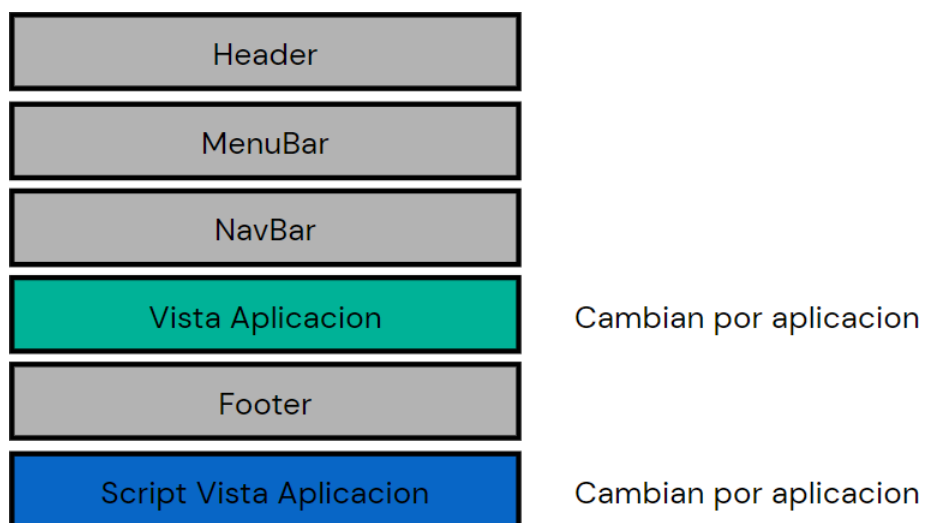 Header
MenuBar
NavBar
Vista Aplicacion
Cambian por aplicacion
Footer
Script Vista Aplicacion
Cambian por aplicacion